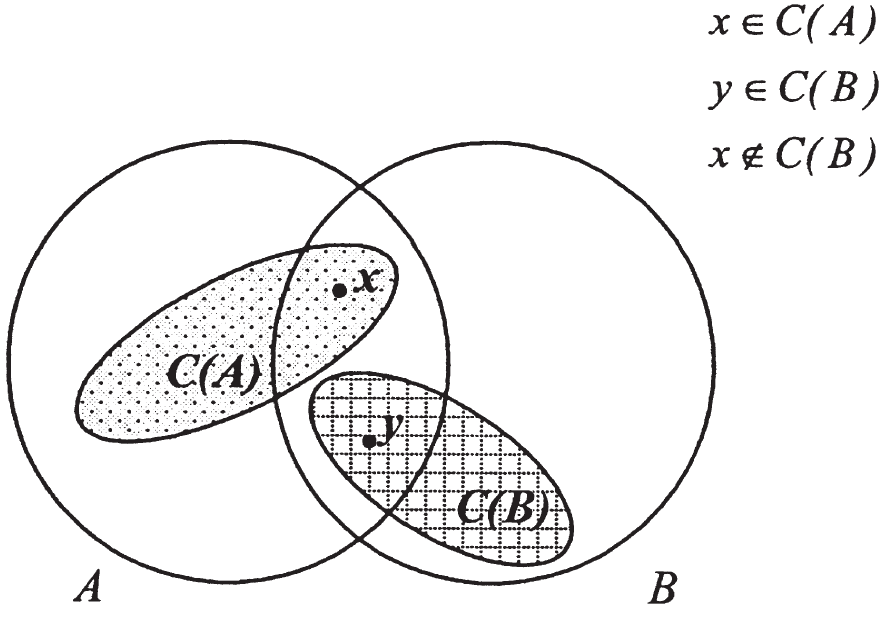 x ∈ C( A )
y ∈ C( B )
x ∉ C( B )
x
C(A)
y
C(B)
A
B